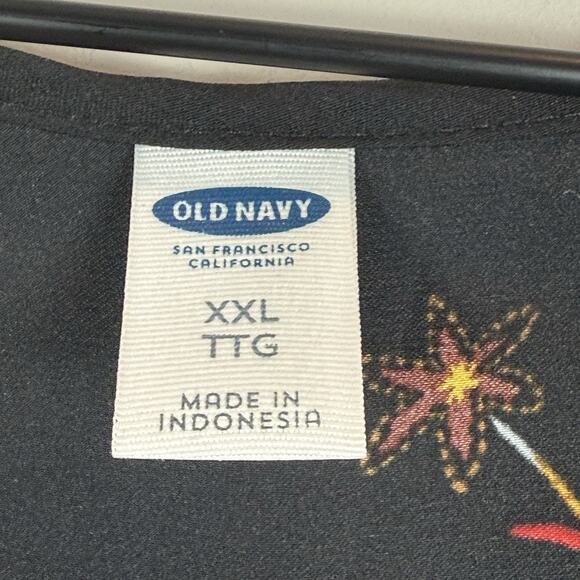 OLD NAVY
SAN FRANCISCO
CALIFORNIA
XXL
TTG
MADE IN
INDONESIA